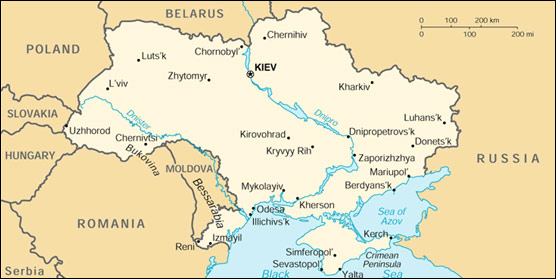 BELARUS
POLAND
Chernihiv
Chornobyl
Luts'k
KIEV
Zhytomyr
L'viv
Kharkiv
SLOVAKIA
Dnister
Dnipro
Luhans'k
Uzhhorod
Chernivtsi
Kirovohrad
Dnipropetrovs'k
Donets'k
Kryvyy Rih
HUNGARY
Bukovina
MOLDOVA
Zaporizhzhya
RUSSIA
Mariupol'
Berdyans'k
Bessarabia
Mykolayiv
Kherson
ROMANIA
Odesa
Illichivs'k
Sea of
Azov
Reni
Izmayil
Kerch
Simferopol'
Crimean
Peninsula
Sevastopol'
Yalta
Serbia
Black
0 100 200 km
0 100 200 mi